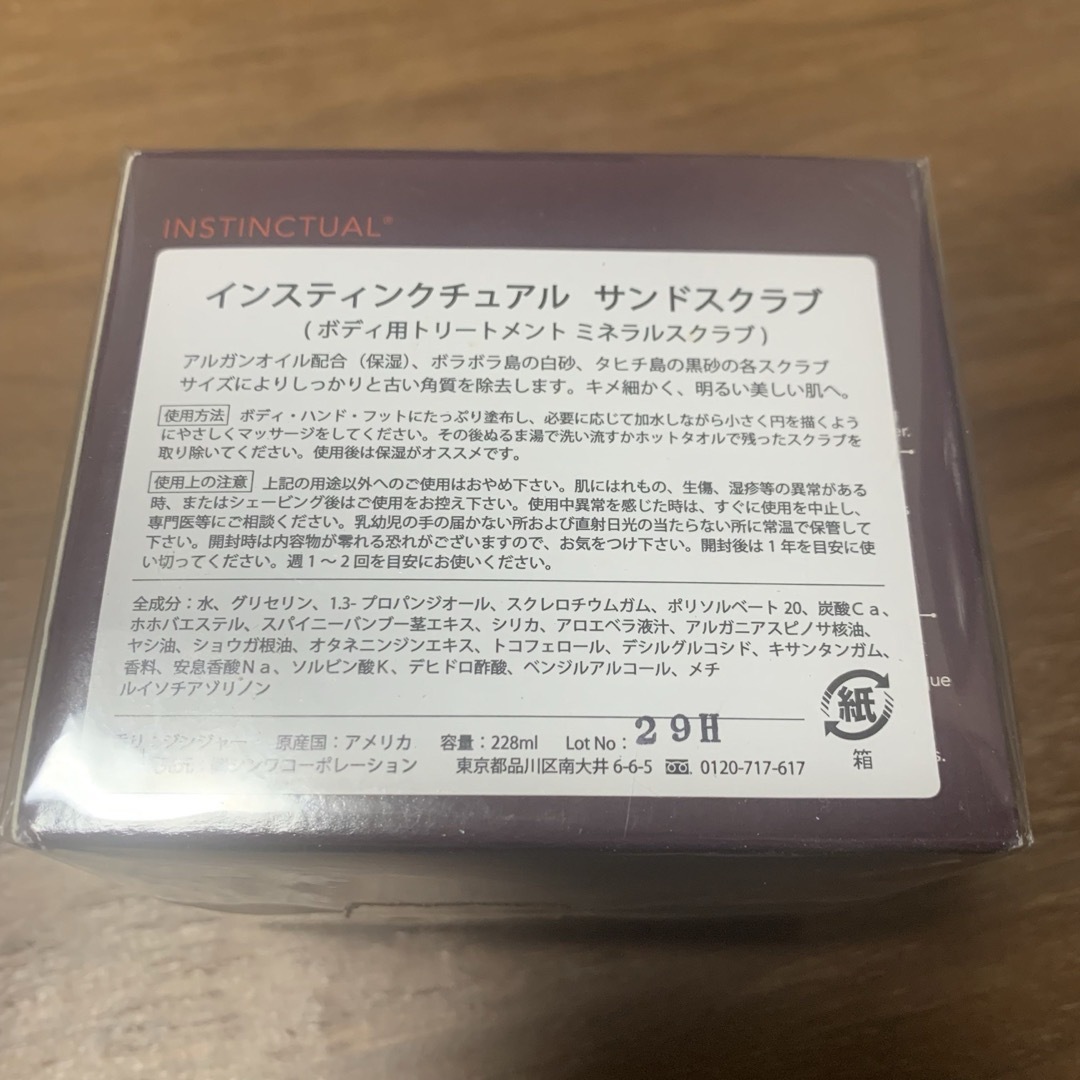 INSTINCTUAL®
インスティンクチュアル サンドスクラブ
(ボディ用トリートメント ミネラルスクラブ)
アルガンオイル配合（保湿）、ボラボラ島の白砂、タヒチ島の黒砂の各スクラブ
サイズによりしっかりと古い角質を除去します。キメ細かく、明るい美しい肌へ。
使用方法 ボディ・ハンド・フットにたっぷり塗布し、必要に応じて加水しながら小さく円を描くよう
にやさしくマッサージをしてください。その後ぬるま湯で洗い流すかホットタオルで残ったスクラブを
取り除いてください。使用後は保湿がオススメです。
使用上の注意 上記の用途以外へのご使用はおやめ下さい。肌にはれもの、生傷、湿疹等の異常がある
時、またはシェービング後はご使用をお控え下さい。使用中異常を感じた時は、すぐに使用を中止し、
専門医等にご相談ください。乳幼児の手の届かない所および直射日光の当たらない所に常温で保管して
下さい。開封時は内容物が零れる恐れがございますので、お気をつけ下さい。開封後は1年を目安に使
い切ってください。週1～2回を目安にお使いください。
全成分：水、グリセリン、1.3-プロパンジオール、スクレロチウムガム、ポリソルベート20、炭酸Ca、
ホホバエステル、スパイニーバンブー茎エキス、シリカ、アロエベラ液汁、アルガニアスピノサ核油、
ヤシ油、ショウガ根油、オタネニンジンエキス、トコフェロール、デシルグルコシド、キサンタンガム、
香料、安息香酸Na、ソルビン酸K、デヒドロ酢酸、ベンジルアルコール、メチ
ルイソチアゾリノン
香り：ジンジャー 原産国：アメリカ 容量：228ml Lot No：29H
シンワコーポレーション 東京都品川区南大井6-6-5 0120-717-617
紙
箱
er.
que
s.